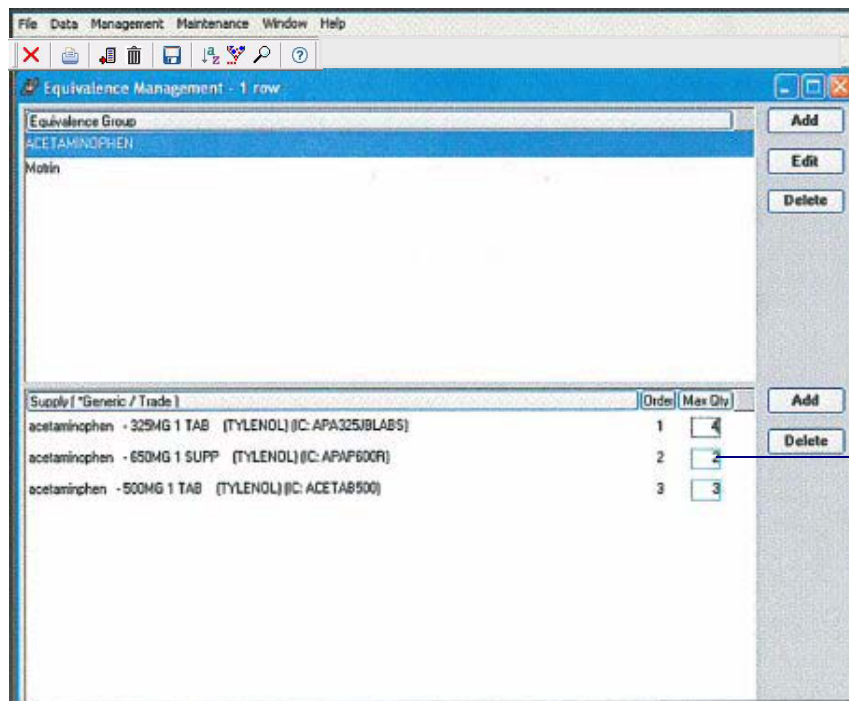 File Data Management Maintenance Window Help
Equivalence Management - 1 row
Equivalence Group
Add
ACETAMINOPHEN
Edit
Motrin
Delete
Supply ( *Generic / Trade ) Order Max Qty
Add
acetaminophen - 325MG 1 TAB (TYLENOL) (IC: APA325JBLABS) 1 4
Delete
acetaminophen - 650MG 1 SUPP (TYLENOL) (IC: APAP600R) 2 2
acetaminphen - 500MG 1 TAB (TYLENOL) (IC: ACETAB500) 3 3